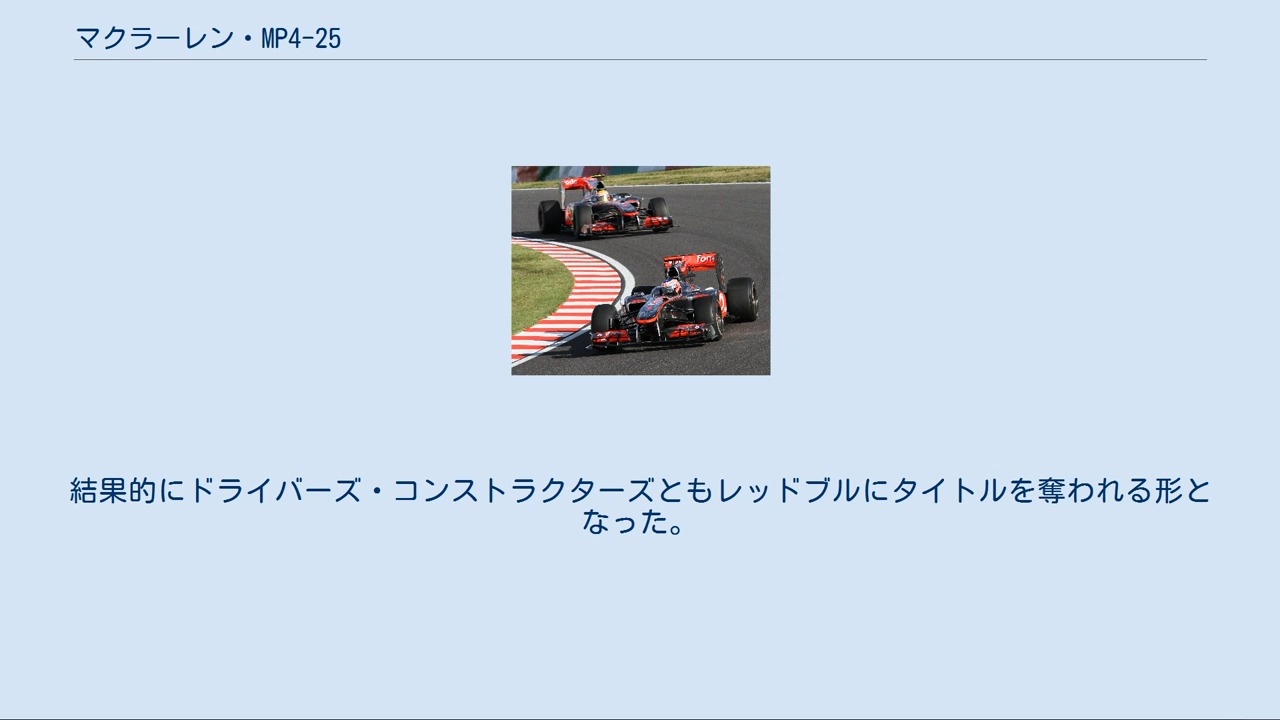 マクラーレン・MP4-25
結果的にドライバーズ・コンストラクターズともレッドブルにタイトルを奪われる形と
なった。